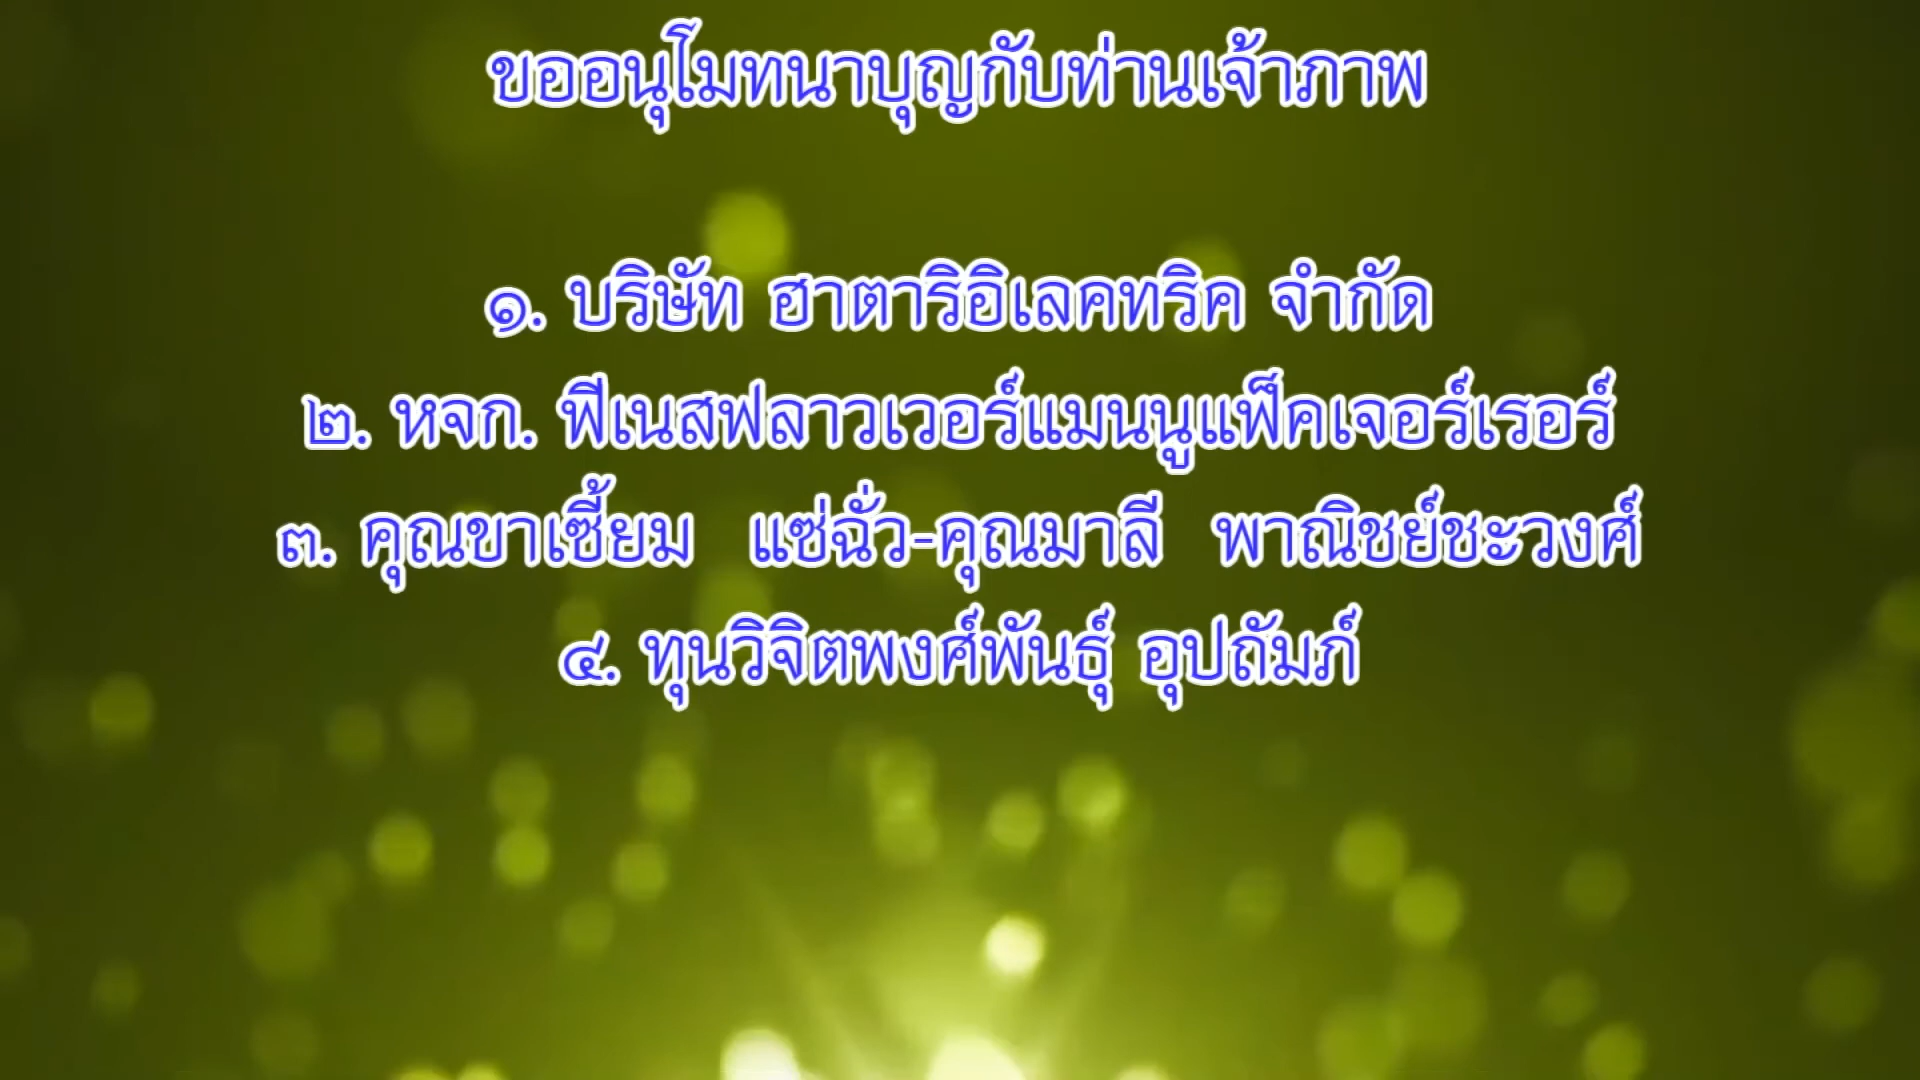 ขออนุโมทนาบุญกับท่านเจ้าภาพ
๑. บริษัท ฮาตาริอิเลคทริค จำกัด
๒. หจก. ฟีเนสฟลาวเวอร์แมนนูแฟ็คเจอร์เรอร์
๓. คุณขาเซี้ยม แซ่ฉั่ว-คุณมาลี พาณิชย์ชะวงศ์
๔. ทุนวิจิตพงศ์พันธุ์ อุปถัมภ์